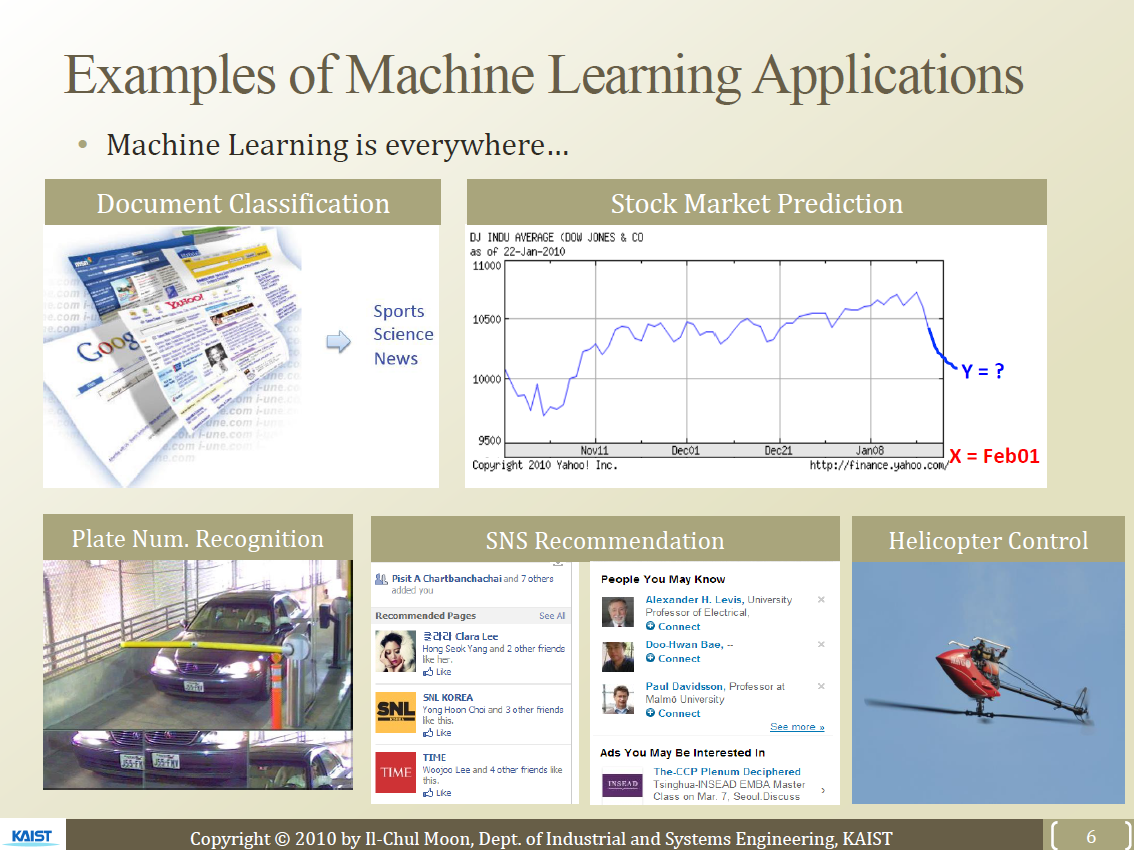 Examples of Machine Learning Applications
• Machine Learning is everywhere…
Document Classification
YAHOO!
Goog
Sports
Science
News
Stock Market Prediction
DJ INDU AVERAGE (DOW JONES & CO
as of 22-Jan-2010
11000
10500
10000
9500
Nov11 Dec01 Dec21 Jan08
Copyright 2010 Yahoo! Inc. http://finance.yahoo.com/
Y = ?
X = Feb01
Plate Num. Recognition
SNS Recommendation
Pisit A Chartbanchachai and 7 others
added you
Recommended Pages See All
클라라 Clara Lee
Hong Seok Yang and 2 other friends
like her.
Like
SNL
SNL KOREA
Yong Hoon Choi and 3 other friends
like this.
Like
TIME
TIME
Woojoo Lee and 4 other friends like
this.
Like
People You May Know
Alexander H. Levis, University
Professor of Electrical,
Connect
Doo-Hwan Bae, --
Connect
Paul Davidsson, Professor at
Malmö University
Connect
See more »
Ads You May Be Interested In
INSEAD
The-CCP Plenum Deciphered
Tsinghua-INSEAD EMBA Master
Class on Mar. 7, Seoul.Discuss
Helicopter Control
KAIST
Copyright © 2010 by Il-Chul Moon, Dept. of Industrial and Systems Engineering, KAIST
6